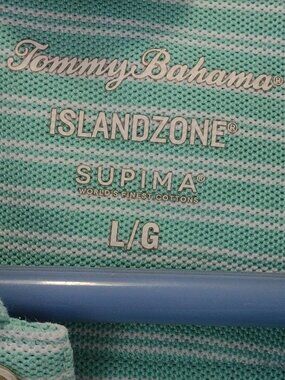 Tommy Bahama®
ISLANDZONE®
SUPIMA®
WORLD'S FINEST COTTONS
L/G